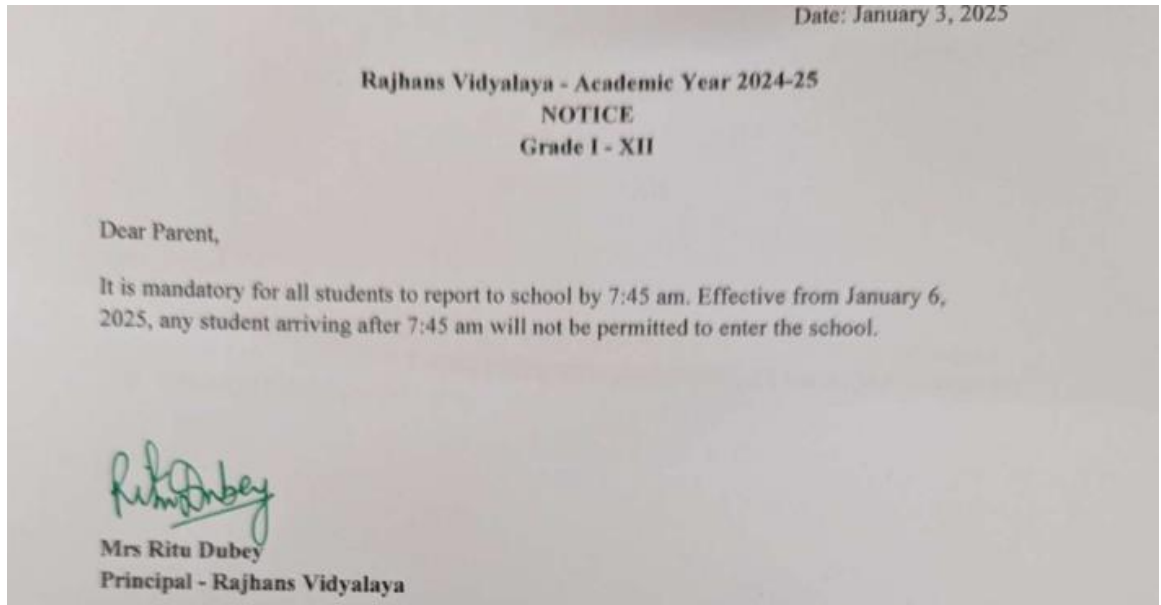 Date: January 3, 2025
Rajhans Vidyalaya - Academic Year 2024-25
NOTICE
Grade I - XII
Dear Parent,
It is mandatory for all students to report to school by 7:45 am. Effective from January 6,
2025, any student arriving after 7:45 am will not be permitted to enter the school.
Ritu Dubey
Mrs Ritu Dubey
Principal - Rajhans Vidyalaya